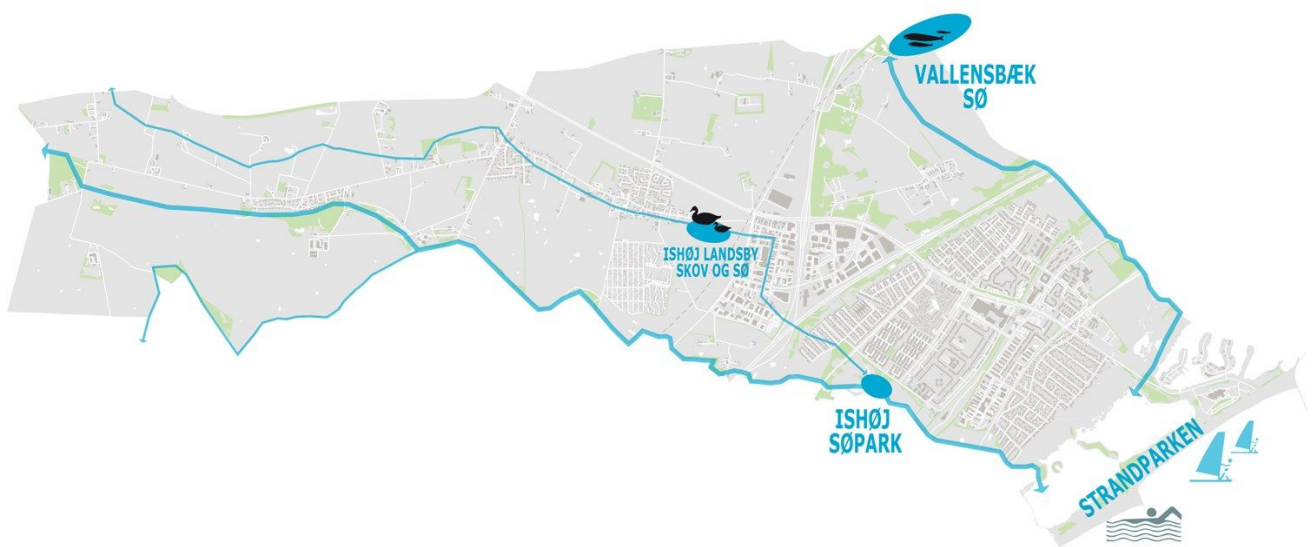 VALLENSBÆK
SØ
ISHØJ LANDSBY
SKOV OG SØ
ISHØJ
SØPARK
STRANDPARKEN